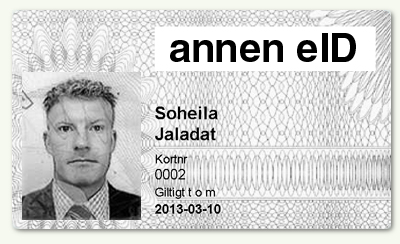 annen eID
Soheila
Jaladat
Kortnr
0002
Giltigt t o m
2013-03-10